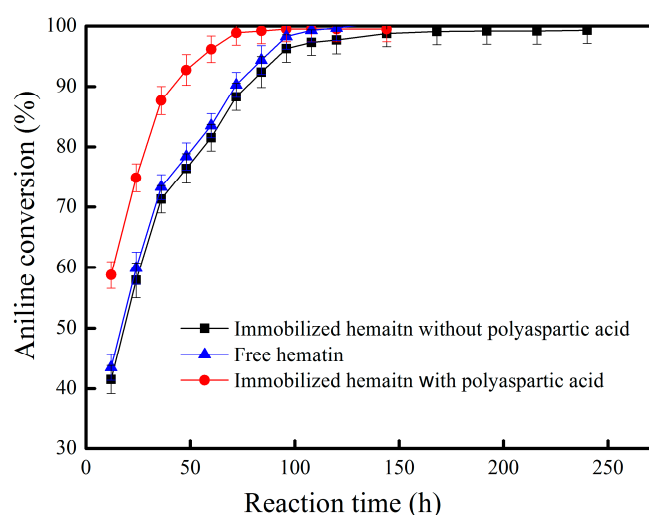 Aniline conversion (%)
100
90
80
70
60
50
40
30
Immobilized hemaitn without polyaspartic acid
Free hematin
Immobilized hemaitn with polyaspartic acid
0 50 100 150 200 250
Reaction time (h)